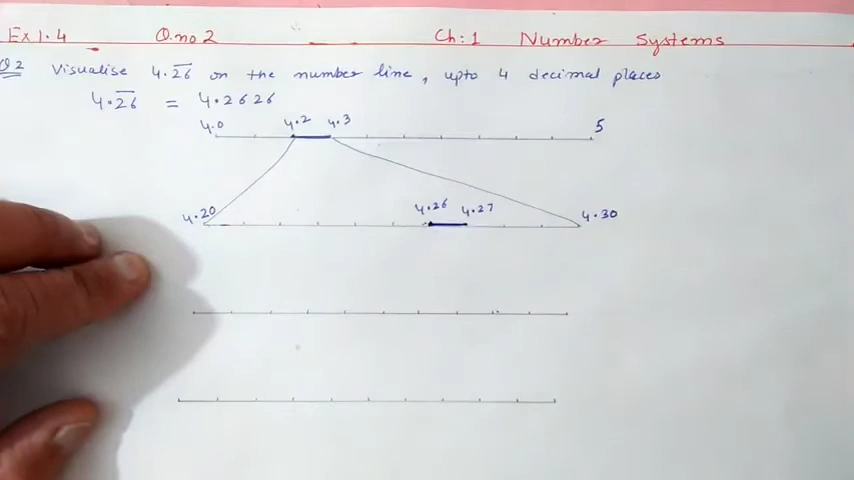 Ex 1.4 Q.no 2 Ch:1 Number Systems
Q2 Visualise 4.2̅6̅ on the number line, upto 4 decimal places
4.2̅6̅ = 4.2626
4.0 4.2 4.3 5
4.20 4.26 4.27 4.30